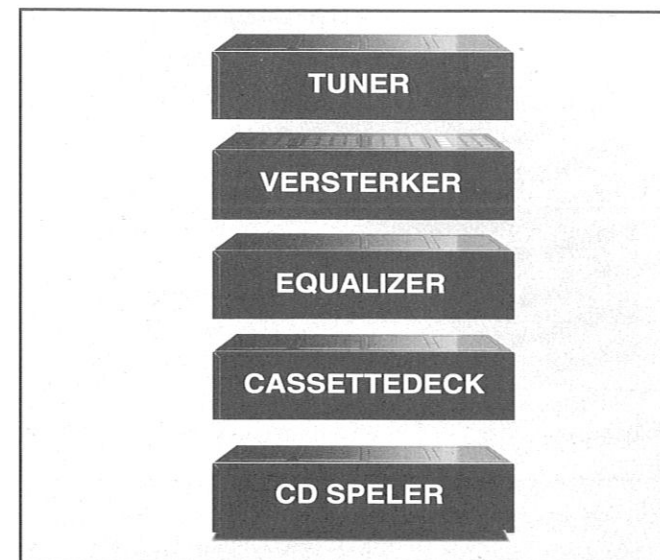 TUNER
VERSTERKER
EQUALIZER
CASSETTEDECK
CD SPELER